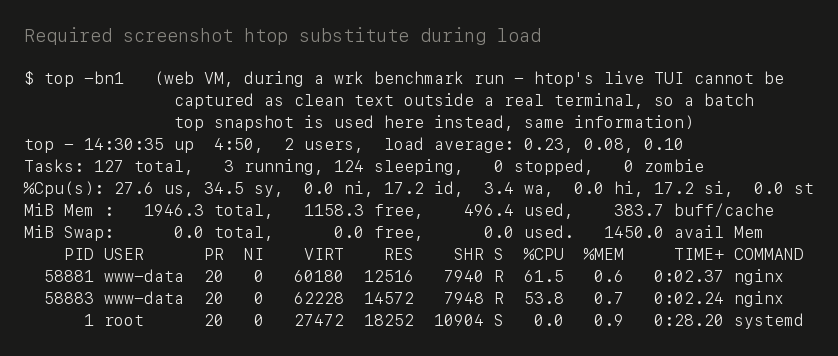 Required screenshot htop substitute during load
$ top -bn1   (web VM, during a wrk benchmark run - htop's live TUI cannot be
               captured as clean text outside a real terminal, so a batch
               top snapshot is used here instead, same information)
top - 14:30:35 up  4:50,  2 users,  load average: 0.23, 0.08, 0.10
Tasks: 127 total,   3 running, 124 sleeping,   0 stopped,   0 zombie
%Cpu(s): 27.6 us, 34.5 sy,  0.0 ni, 17.2 id,  3.4 wa,  0.0 hi, 17.2 si,  0.0 st
MiB Mem :   1946.3 total,   1158.3 free,    496.4 used,    383.7 buff/cache
MiB Swap:      0.0 total,      0.0 free,      0.0 used.   1450.0 avail Mem
    PID USER      PR  NI    VIRT    RES    SHR S  %CPU  %MEM     TIME+ COMMAND
  58881 www-data  20   0   60180  12516   7940 R  61.5   0.6   0:02.37 nginx
  58883 www-data  20   0   62228  14572   7948 R  53.8   0.7   0:02.24 nginx
      1 root      20   0   27472  18252  10904 S   0.0   0.9   0:28.20 systemd